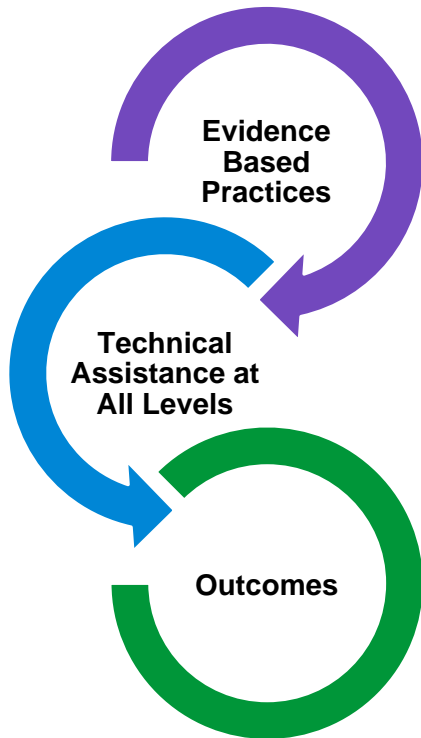 Evidence
Based
Practices
Technical
Assistance at
All Levels
Outcomes